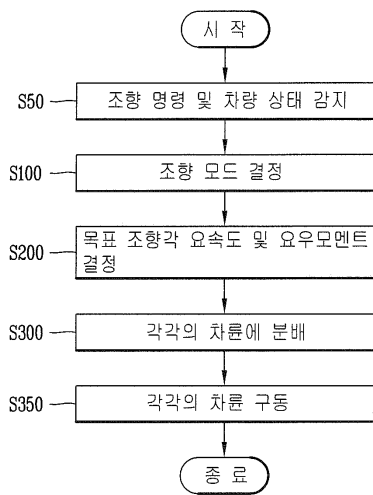 시 작
S50
조향 명령 및 차량 상태 감지
S100
조향 모드 결정
S200
목표 조향각 요속도 및 요우모멘트
결정
S300
각각의 차륜에 분배
S350
각각의 차륜 구동
종 료